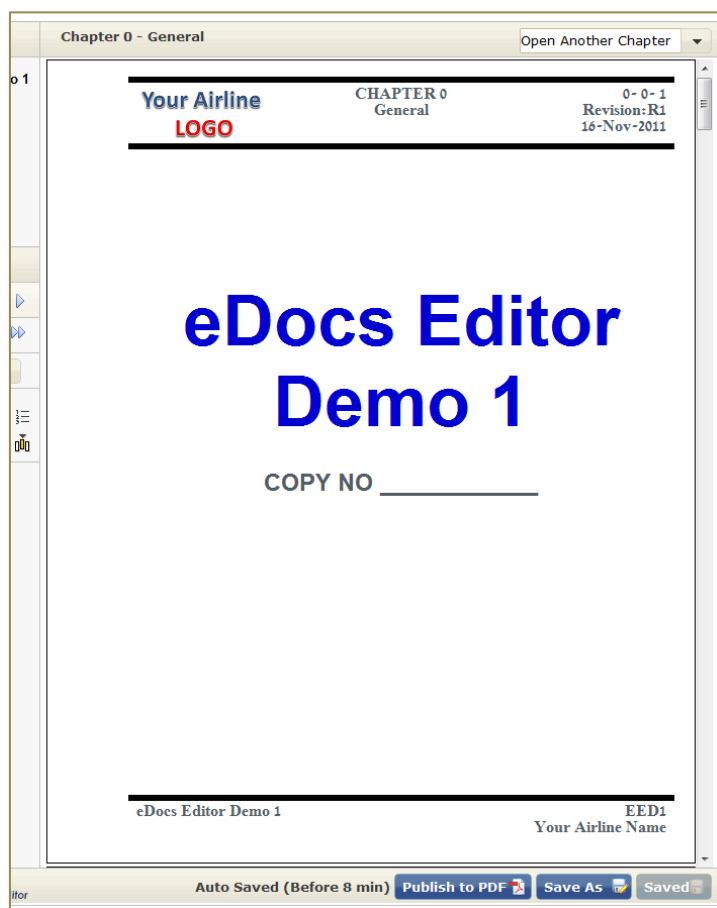 Chapter 0 - General
Open Another Chapter
o 1
Your Airline
LOGO
CHAPTER 0
General
0- 0- 1
Revision:R1
16-Nov-2011
eDocs Editor
Demo 1
COPY NO ____________
eDocs Editor Demo 1
EED1
Your Airline Name
itor
Auto Saved (Before 8 min)
Publish to PDF
Save As
Saved